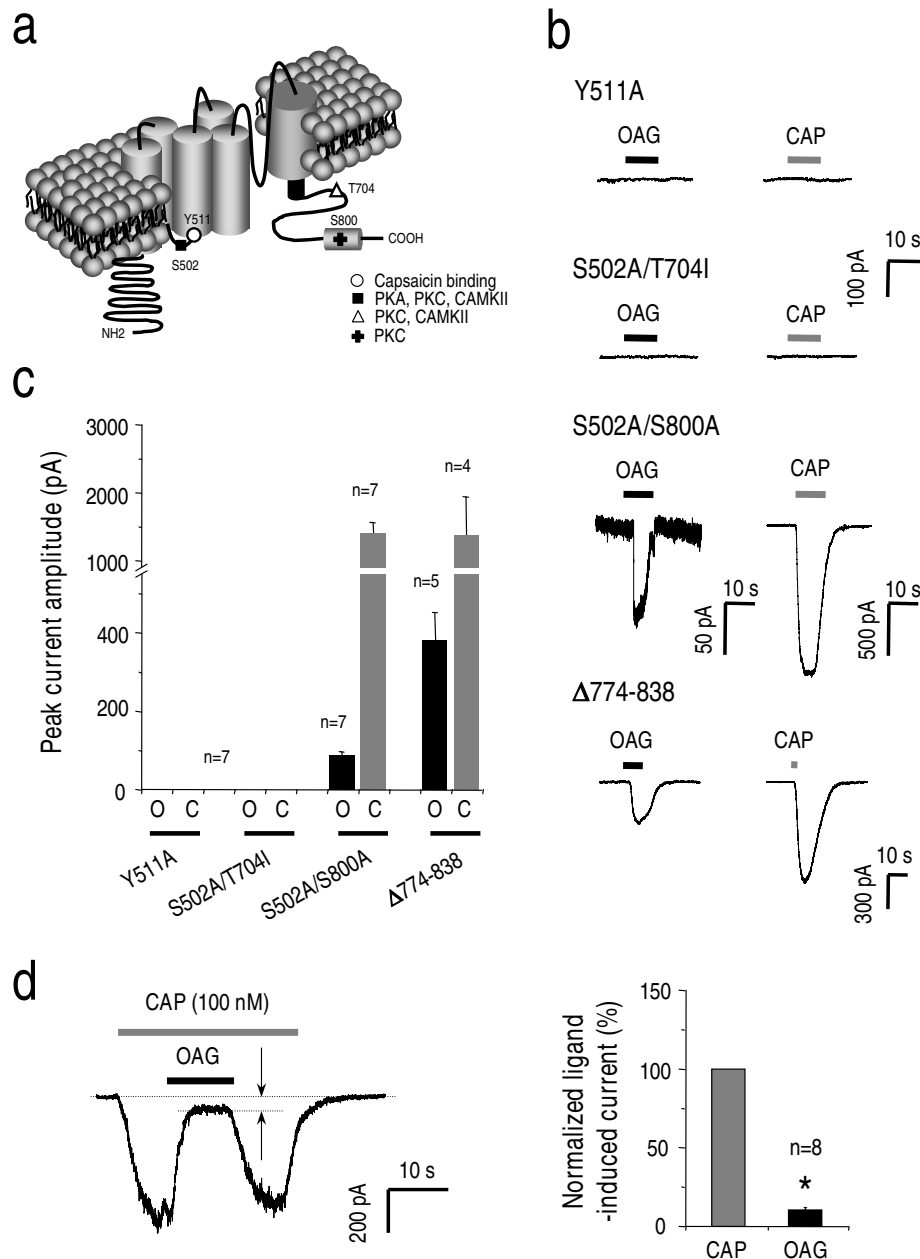 a
Y511
S502
NH2
T704
S800
COOH
Capsaicin binding
PKA, PKC, CAMKII
PKC, CAMKII
PKC
b
Y511A
OAG
CAP
10 s
100 pA
S502A/T704I
OAG
CAP
S502A/S800A
OAG
CAP
10 s
50 pA
10 s
500 pA
Δ774-838
OAG
CAP
10 s
300 pA
c
Peak current amplitude (pA)
3000
2000
1000
400
200
0
n=7
n=7
n=7
n=5
n=4
O C O C O C O C
Y511A
S502A/T704I
S502A/S800A
Δ774-838
d
CAP (100 nM)
OAG
10 s
200 pA
Normalized ligand
-induced current (%)
150
100
50
0
n=8
*
CAP OAG